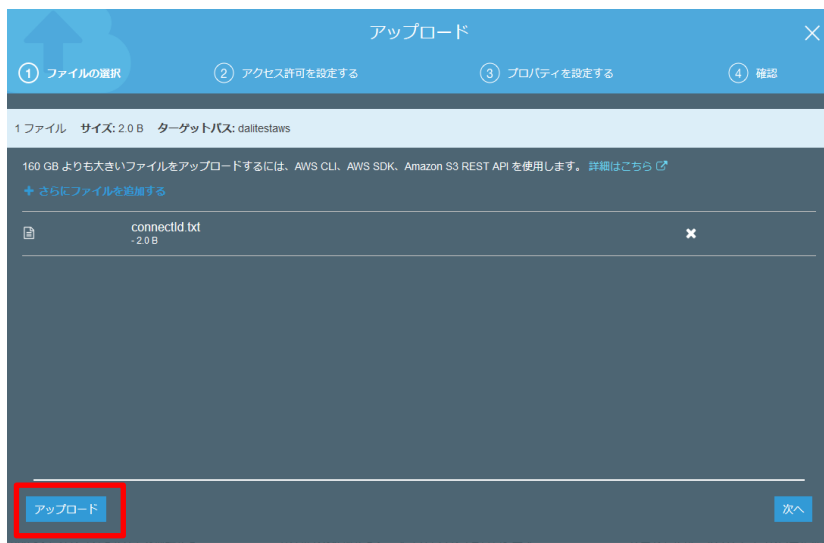 アップロード
1 ファイルの選択
2 アクセス許可を設定する
3 プロパティを設定する
4 確認
1 ファイル サイズ: 2.0 B ターゲットパス: dalitestaws
160 GB よりも大きいファイルをアップロードするには、AWS CLI、AWS SDK、Amazon S3 REST API を使用します。 詳細はこちら
+ さらにファイルを追加する
connectId.txt
- 2.0 B
アップロード
次へ